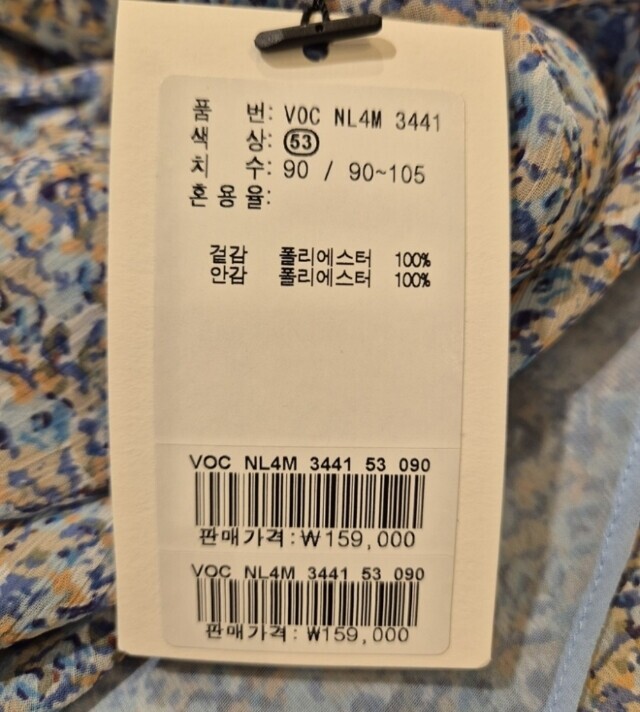 품 번: VOC NL4M 3441
색 상: 53
치 수: 90 / 90~105
혼용율:
겉감 폴리에스터 100%
안감 폴리에스터 100%
VOC NL4M 3441 53 090
판매가격:₩159,000
VOC NL4M 3441 53 090
판매가격:₩159,000